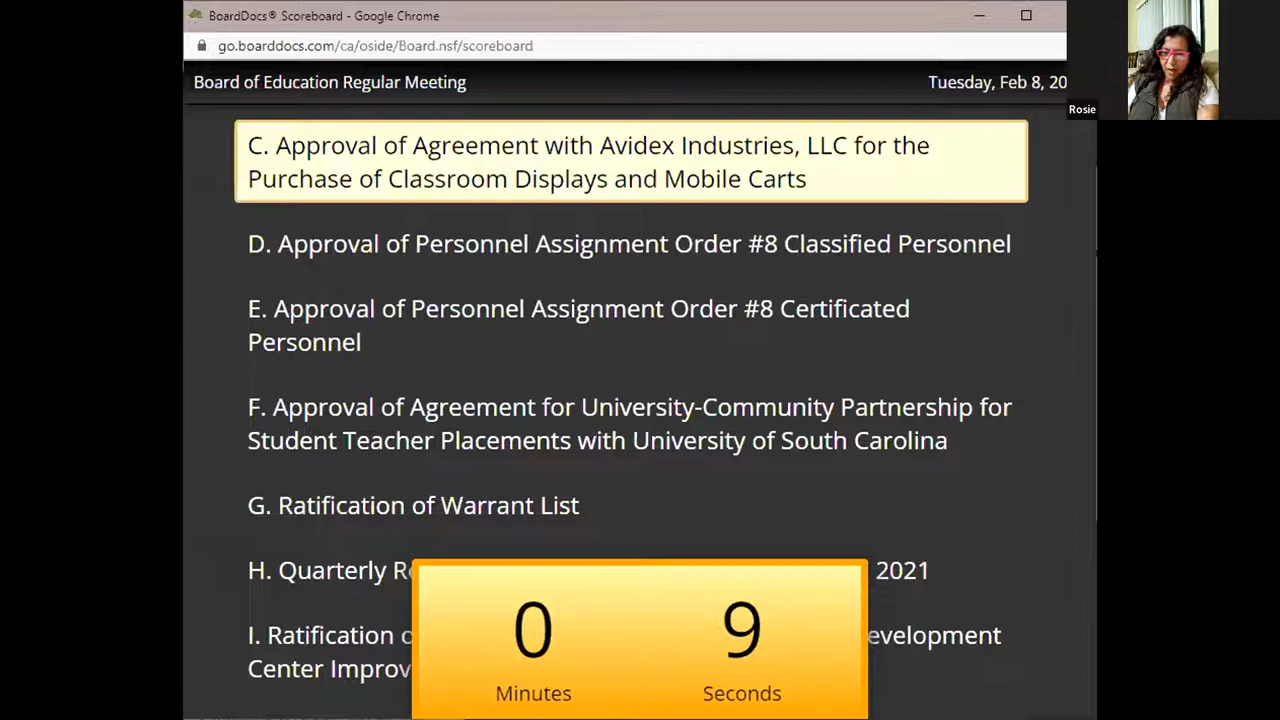 BoardDocs® Scoreboard - Google Chrome
go.boarddocs.com/ca/oside/Board.nsf/scoreboard
Board of Education Regular Meeting
Tuesday, Feb 8, 20
Rosie
C. Approval of Agreement with Avidex Industries, LLC for the
Purchase of Classroom Displays and Mobile Carts
D. Approval of Personnel Assignment Order #8 Classified Personnel
E. Approval of Personnel Assignment Order #8 Certificated
Personnel
F. Approval of Agreement for University-Community Partnership for
Student Teacher Placements with University of South Carolina
G. Ratification of Warrant List
H. Quarterly 2021
I. Ratification
Center
0 9
Minutes Seconds